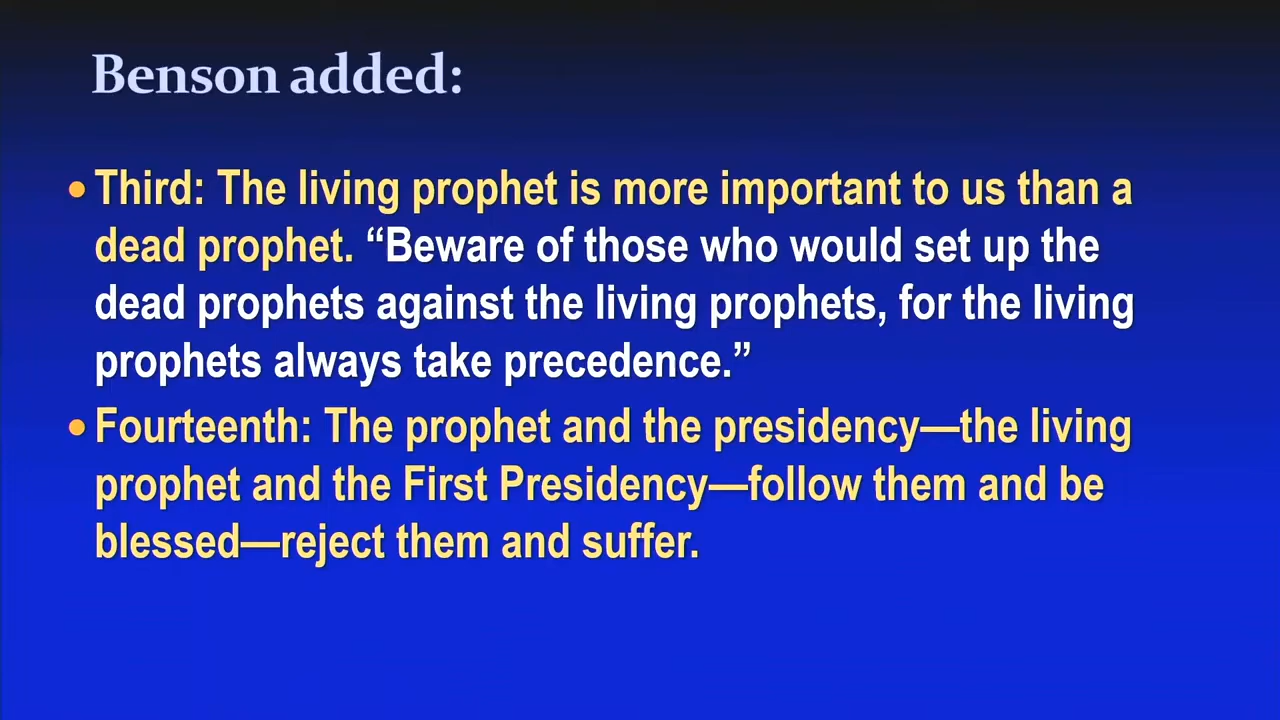 Benson added:
• Third: The living prophet is more important to us than a
dead prophet. “Beware of those who would set up the
dead prophets against the living prophets, for the living
prophets always take precedence.”
• Fourteenth: The prophet and the presidency—the living
prophet and the First Presidency—follow them and be
blessed—reject them and suffer.